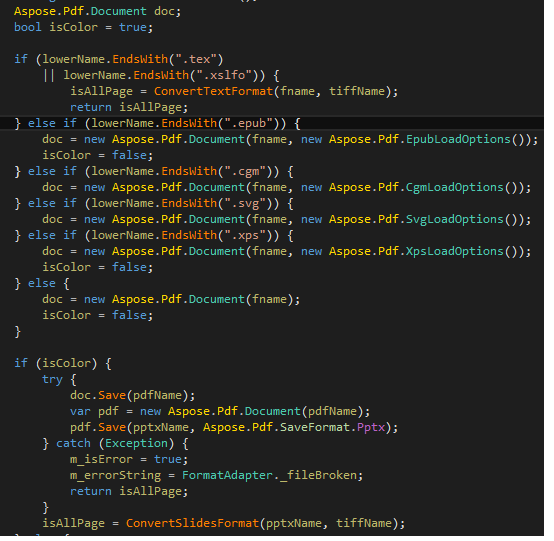 Aspose.Pdf.Document doc;
bool isColor = true;
if (lowerName.EndsWith(".tex")
|| lowerName.EndsWith(".xslfo")) {
isAllPage = ConvertTextFormat(fname, tiffName);
return isAllPage;
} else if (lowerName.EndsWith(".epub")) {
doc = new Aspose.Pdf.Document(fname, new Aspose.Pdf.EpubLoadOptions());
isColor = false;
} else if (lowerName.EndsWith(".cgm")) {
doc = new Aspose.Pdf.Document(fname, new Aspose.Pdf.CgmLoadOptions());
} else if (lowerName.EndsWith(".svg")) {
doc = new Aspose.Pdf.Document(fname, new Aspose.Pdf.SvgLoadOptions());
} else if (lowerName.EndsWith(".xps")) {
doc = new Aspose.Pdf.Document(fname, new Aspose.Pdf.XpsLoadOptions());
isColor = false;
} else {
doc = new Aspose.Pdf.Document(fname);
isColor = false;
}
if (isColor) {
try {
doc.Save(pdfName);
var pdf = new Aspose.Pdf.Document(pdfName);
pdf.Save(pptxName, Aspose.Pdf.SaveFormat.Pptx);
} catch (Exception) {
m_isError = true;
m_errorString = FormatAdapter._fileBroken;
return isAllPage;
}
isAllPage = ConvertSlidesFormat(pptxName, tiffName);